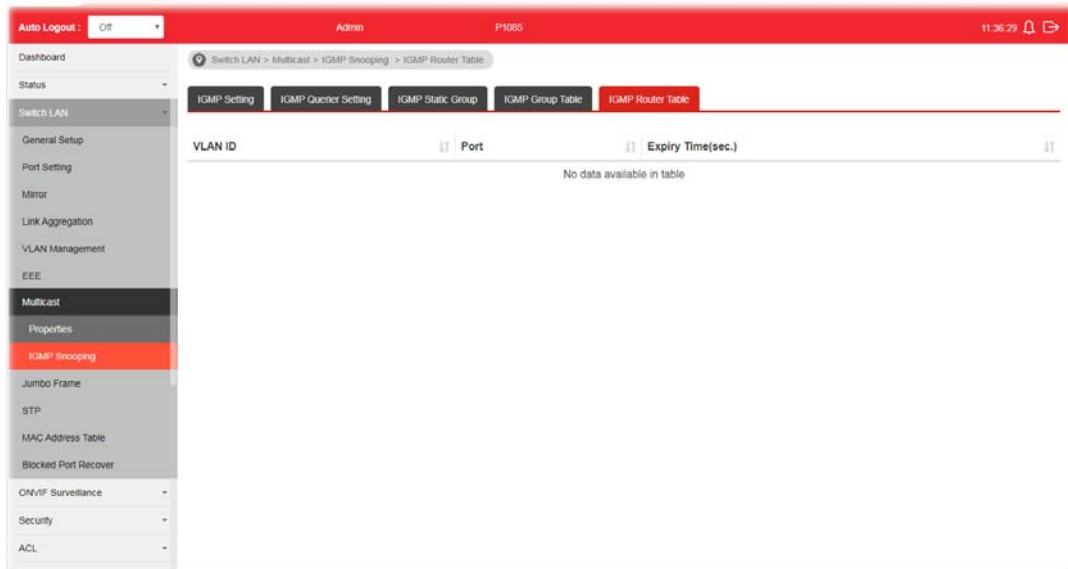 Auto Logout : Off Admin P1085 11:36:29
Dashboard
Status
Switch LAN
General Setup
Port Setting
Mirror
Link Aggregation
VLAN Management
EEE
Multicast
Properties
IGMP Snooping
Jumbo Frame
STP
MAC Address Table
Blocked Port Recover
ONVIF Surveillance
Security
ACL
Switch LAN > Multicast > IGMP Snooping > IGMP Router Table
IGMP Setting IGMP Querier Setting IGMP Static Group IGMP Group Table IGMP Router Table
VLAN ID Port Expiry Time(sec.)
No data available in table